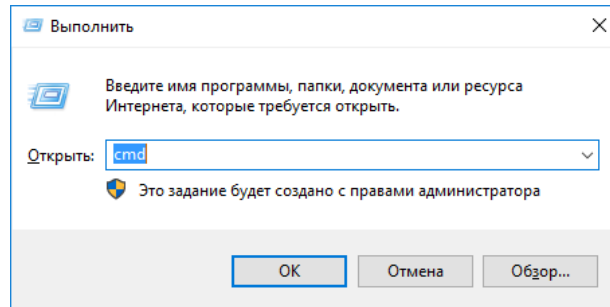 Выполнить
Введите имя программы, папки, документа или ресурса
Интернета, которые требуется открыть.
Открыть: cmd
Это задание будет создано с правами администратора
ОК Отмена Обзор...